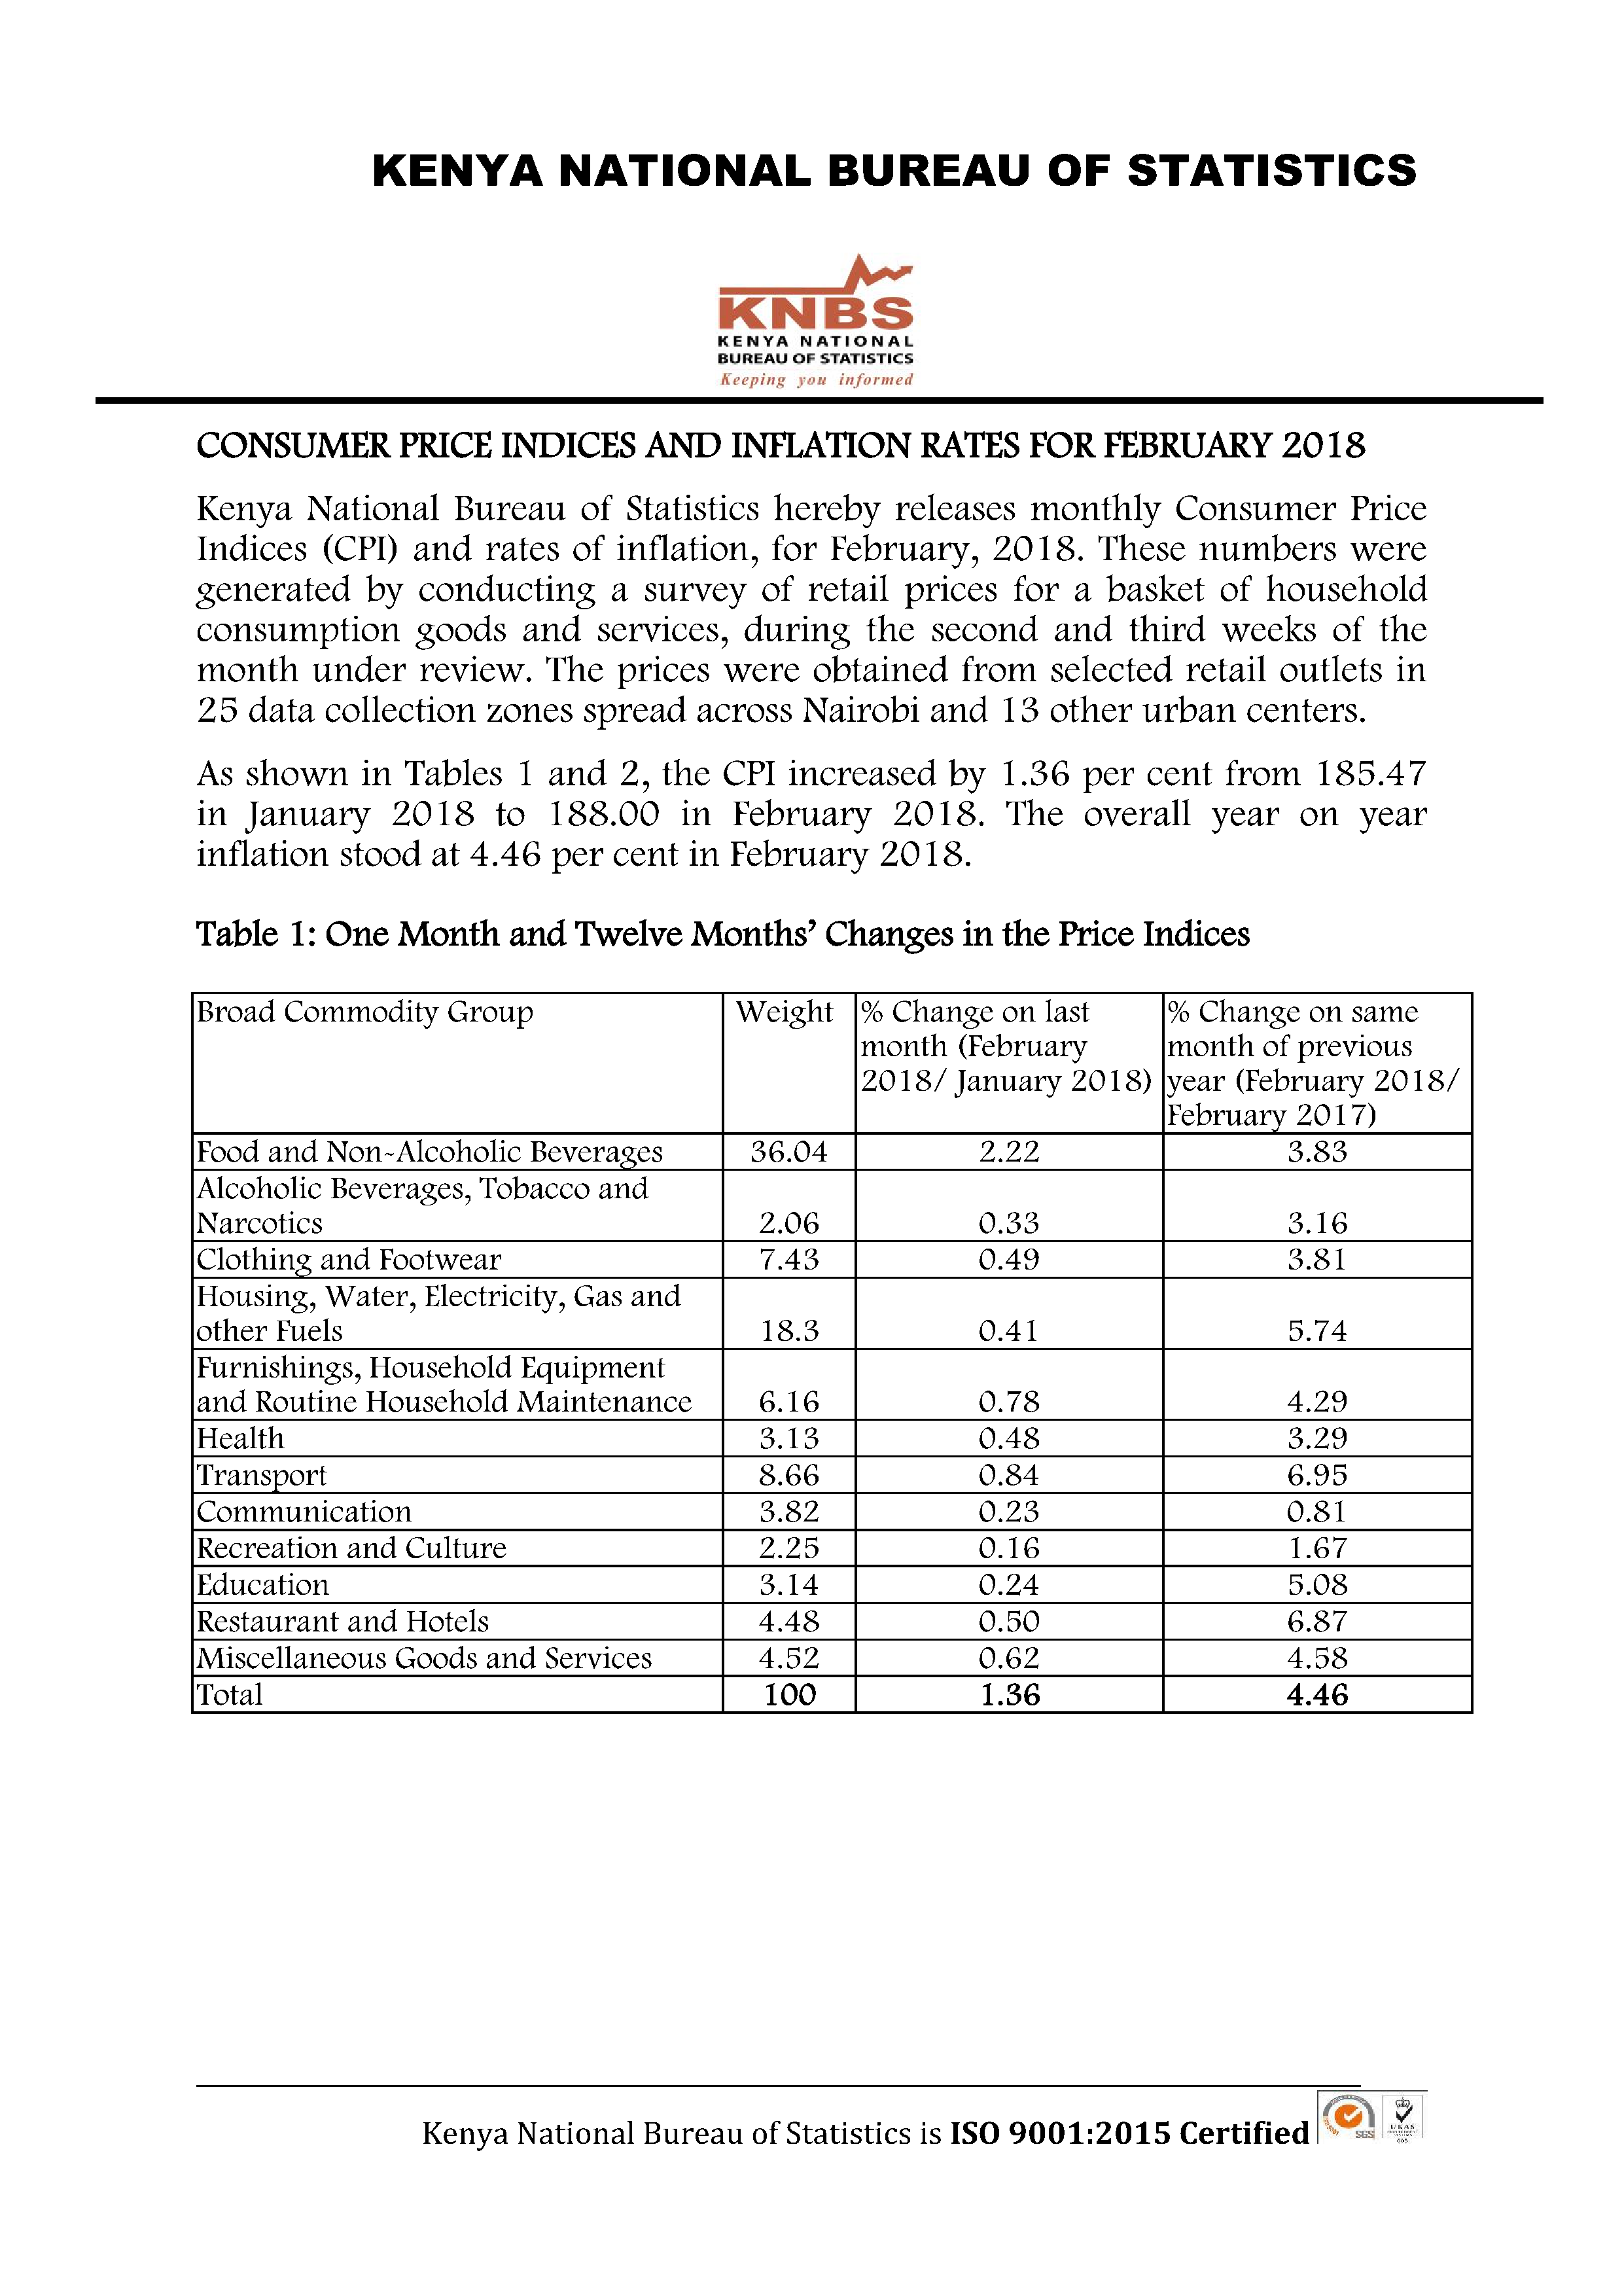 KENYA NATIONAL BUREAU OF STATISTICS
KNBS
KENYA NATIONAL
BUREAU OF STATISTICS
Keeping you informed
CONSUMER PRICE INDICES AND INFLATION RATES FOR FEBRUARY 2018
Kenya National Bureau of Statistics hereby releases monthly Consumer Price
Indices (CPI) and rates of inflation, for February, 2018. These numbers were
generated by conducting a survey of retail prices for a basket of household
consumption goods and services, during the second and third weeks of the
month under review. The prices were obtained from selected retail outlets in
25 data collection zones spread across Nairobi and 13 other urban centers.
As shown in Tables 1 and 2, the CPI increased by 1.36 per cent from 185.47
in January 2018 to 188.00 in February 2018. The overall year on year
inflation stood at 4.46 per cent in February 2018.
Table 1: One Month and Twelve Months' Changes in the Price Indices
Broad Commodity Group Weight % Change on last % Change on same
month (February month of previous
2018/ January 2018) year (February 2018/
February 2017)
Food and Non-Alcoholic Beverages 36.04 2.22 3.83
Alcoholic Beverages, Tobacco and
Narcotics 2.06 0.33 3.16
Clothing and Footwear 7.43 0.49 3.81
Housing, Water, Electricity, Gas and
other Fuels 18.3 0.41 5.74
Furnishings, Household Equipment
and Routine Household Maintenance 6.16 0.78 4.29
Health 3.13 0.48 3.29
Transport 8.66 0.84 6.95
Communication 3.82 0.23 0.81
Recreation and Culture 2.25 0.16 1.67
Education 3.14 0.24 5.08
Restaurant and Hotels 4.48 0.50 6.87
Miscellaneous Goods and Services 4.52 0.62 4.58
Total 100 1.36 4.46
Kenya National Bureau of Statistics is ISO 9001:2015 Certified
SGS
UKAS